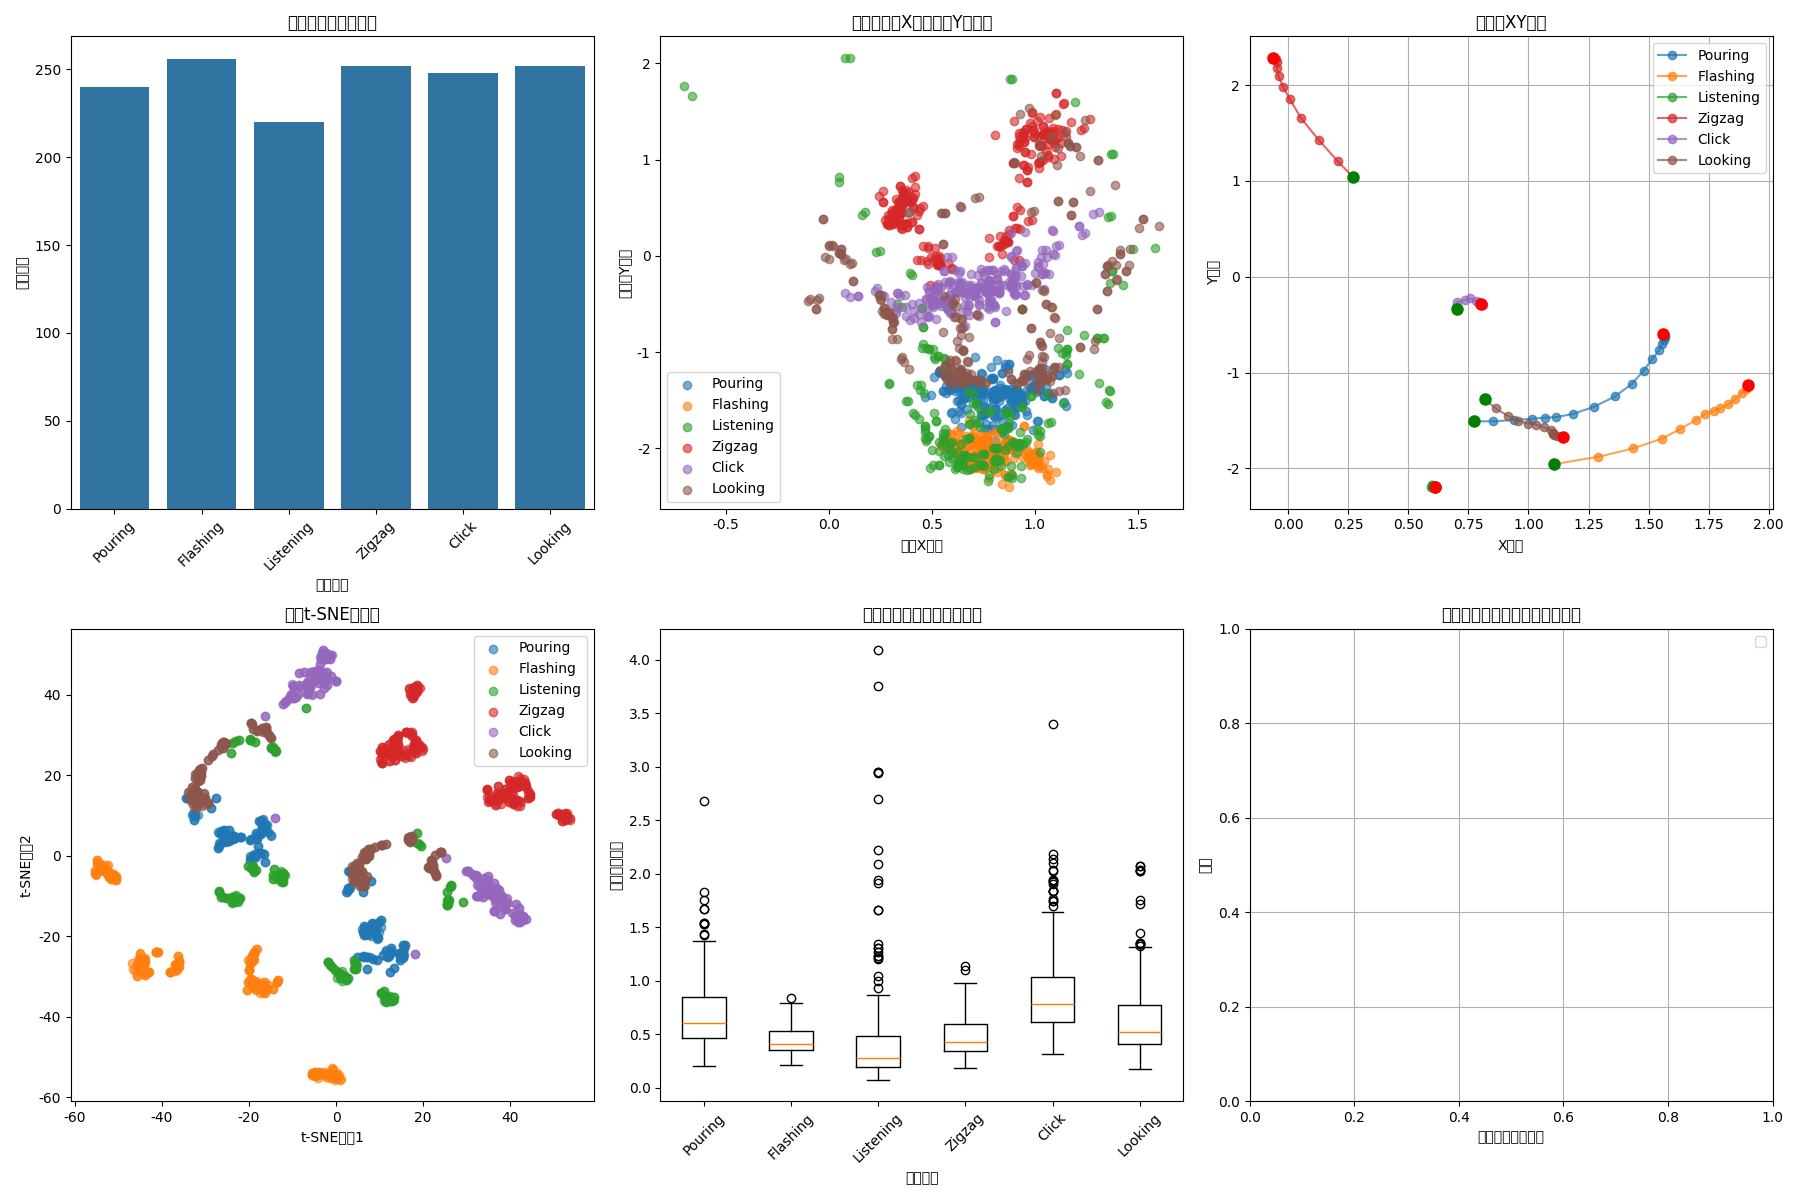 250
200
150
100
50
0
Pouring
Flashing
Listening
Zigzag
Click
Looking
X Y
Y
2
1
0
-1
-2
Pouring
Flashing
Listening
Zigzag
Click
Looking
-0.5
0.0
0.5
1.0
1.5
X
XY
Y
2
1
0
-1
-2
Pouring
Flashing
Listening
Zigzag
Click
Looking
0.00
0.25
0.50
0.75
1.00
1.25
1.50
1.75
2.00
X
t-SNE
t-SNE 2
40
20
0
-20
-40
-60
Pouring
Flashing
Listening
Zigzag
Click
Looking
-60
-40
-20
0
20
40
t-SNE 1
4.0
3.5
3.0
2.5
2.0
1.5
1.0
0.5
0.0
Pouring
Flashing
Listening
Zigzag
Click
Looking
1.0
0.8
0.6
0.4
0.2
0.0
0.0
0.2
0.4
0.6
0.8
1.0